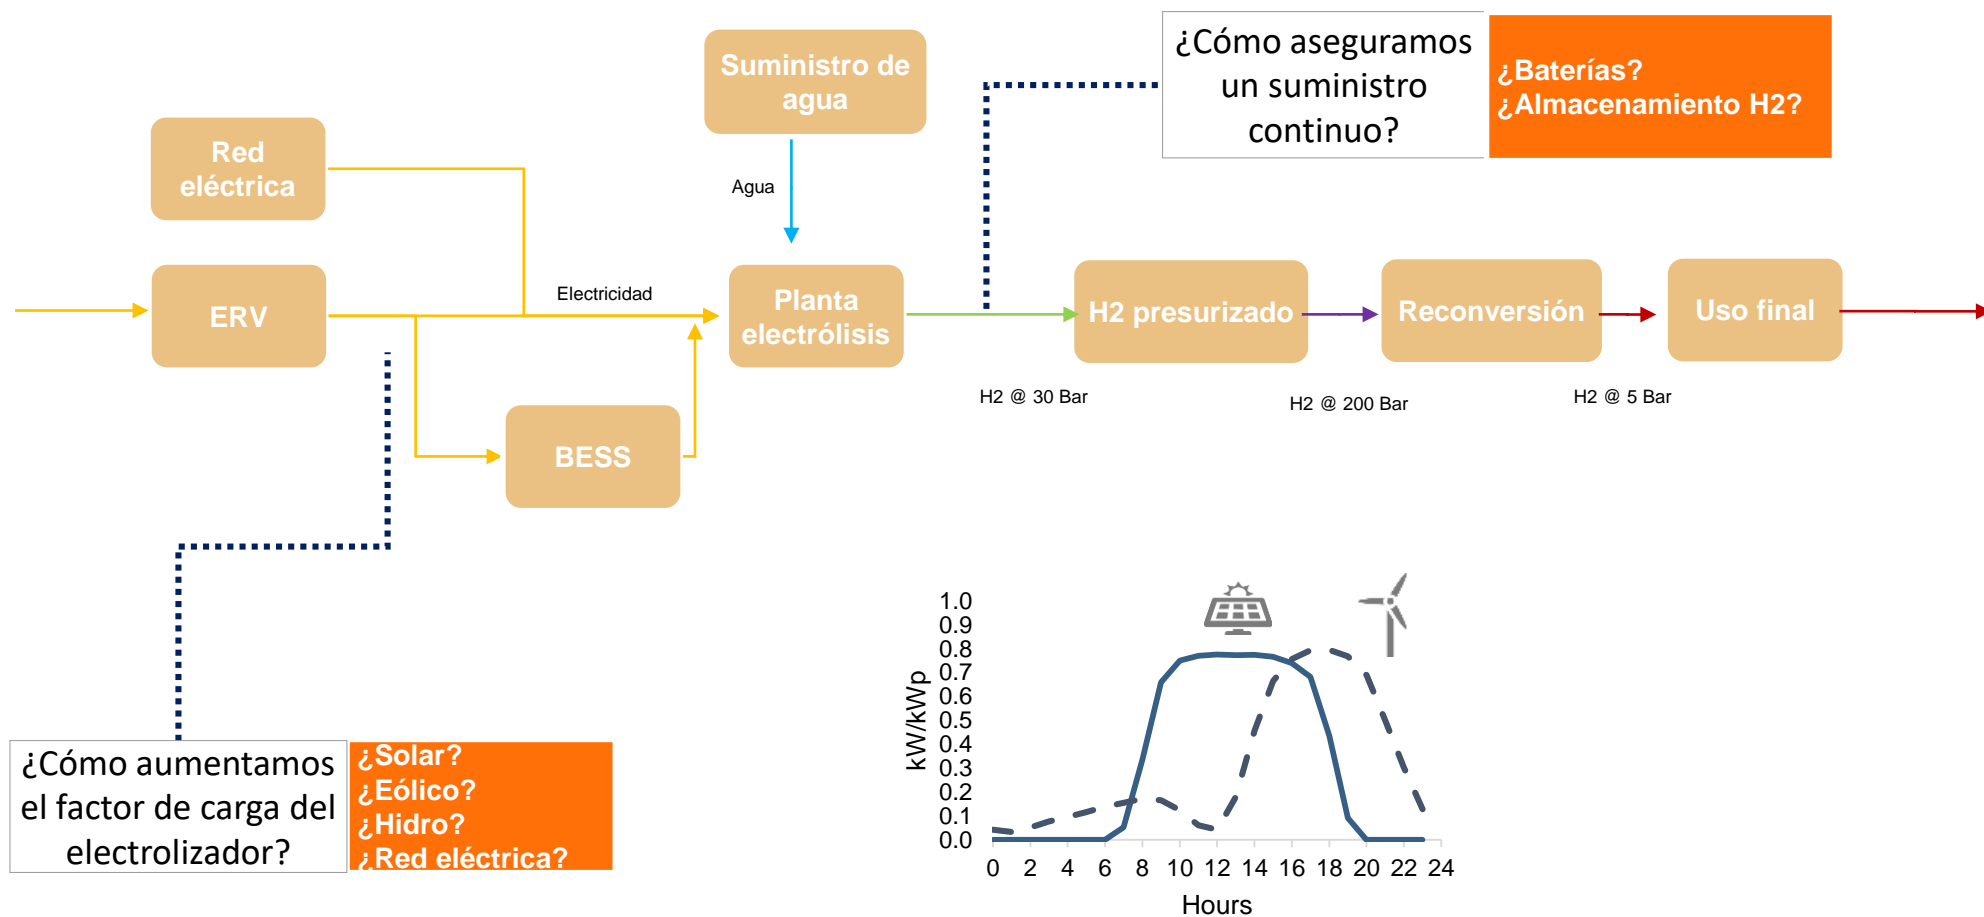 Suministro de
agua
¿Cómo aseguramos
un suministro
continuo?
¿Baterías?
¿Almacenamiento H2?
Red
eléctrica
Agua
ERV
Electricidad
Planta
electrólisis
H2 presurizado
Reconversión
Uso final
H2 @ 30 Bar
H2 @ 200 Bar
H2 @ 5 Bar
BESS
¿Cómo aumentamos
el factor de carga del
electrolizador?
¿Solar?
¿Eólico?
¿Hidro?
¿Red eléctrica?
kW/kWp
1.0
0.9
0.8
0.7
0.6
0.5
0.4
0.3
0.2
0.1
0.0
0 2 4 6 8 10 12 14 16 18 20 22 24
Hours